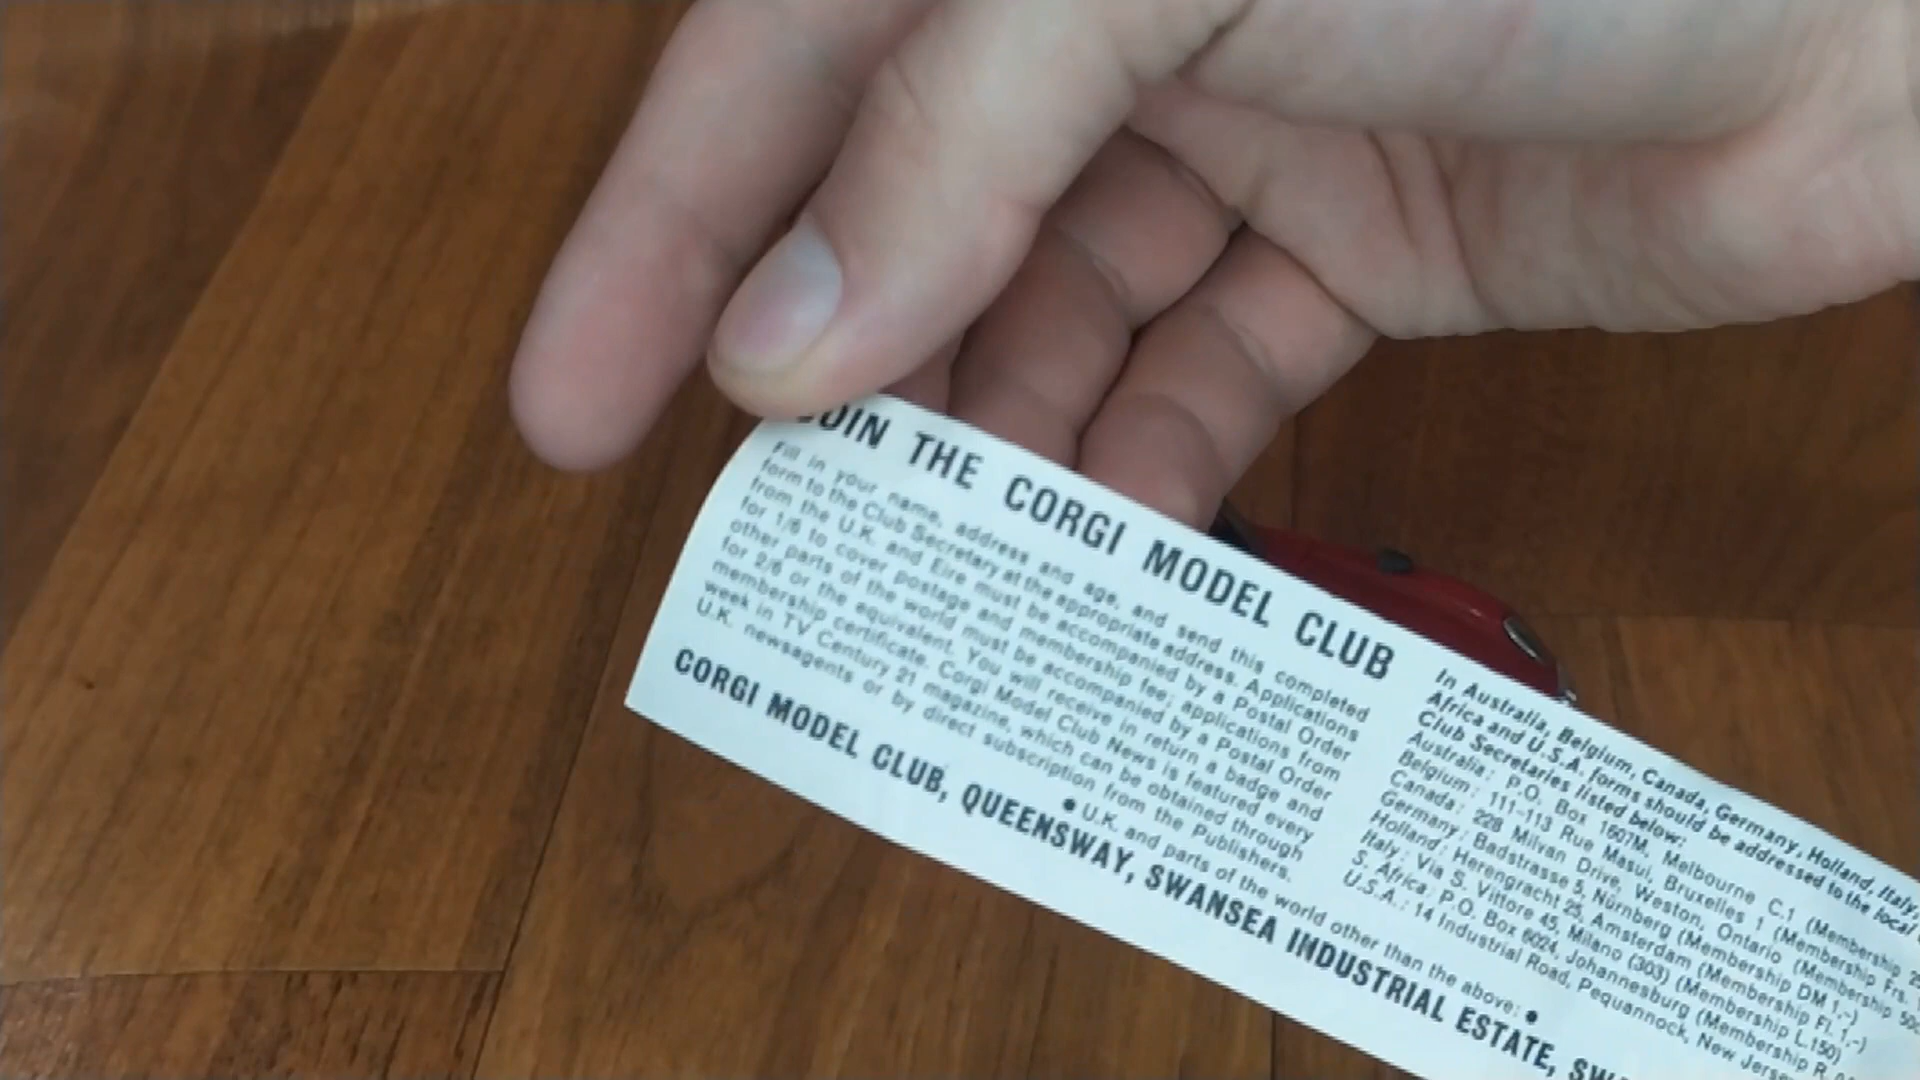 JOIN THE CORGI MODEL CLUB
Fill in your name, address and age, and send this completed
form to the Club Secretary at the appropriate address. Applications
from the U.K. and Eire must be accompanied by a Postal Order
for 1/6 to cover postage and membership fee; applications from
other parts of the world must be accompanied by a Postal Order
for 2/6 or the equivalent. You will receive in return a badge and
membership certificate. Corgi Model Club News is featured every
week in TV Century 21 magazine, which can be obtained through
U.K. newsagents or by direct subscription from the Publishers.
● U.K. and parts of the world other than the above: ●
CORGI MODEL CLUB, QUEENSWAY, SWANSEA INDUSTRIAL ESTATE,
In Australia, Belgium, Canada, Germany, Holland, Italy,
Africa and U.S.A. forms should be addressed to the local
Club Secretaries listed below:
Australia: P.O. Box 1607M, Melbourne C.1 (Membership
Belgium: 111-113 Rue Masui, Bruxelles 1 (Membership Frs.
Canada: 228 Milvan Drive, Weston, Ontario (Membership
Germany: Badstrasse 5, Nürnberg (Membership DM 1,-)
Holland: Herengracht 25, Amsterdam (Membership Fl. 1,-)
Italy: Via S. Vittore 45, Milano (303) (Membership L.150)
S. Africa: P.O. Box 6024, Johannesburg (Membership R.
U.S.A.: 14 Industrial Road, Pequannock, New Jersey